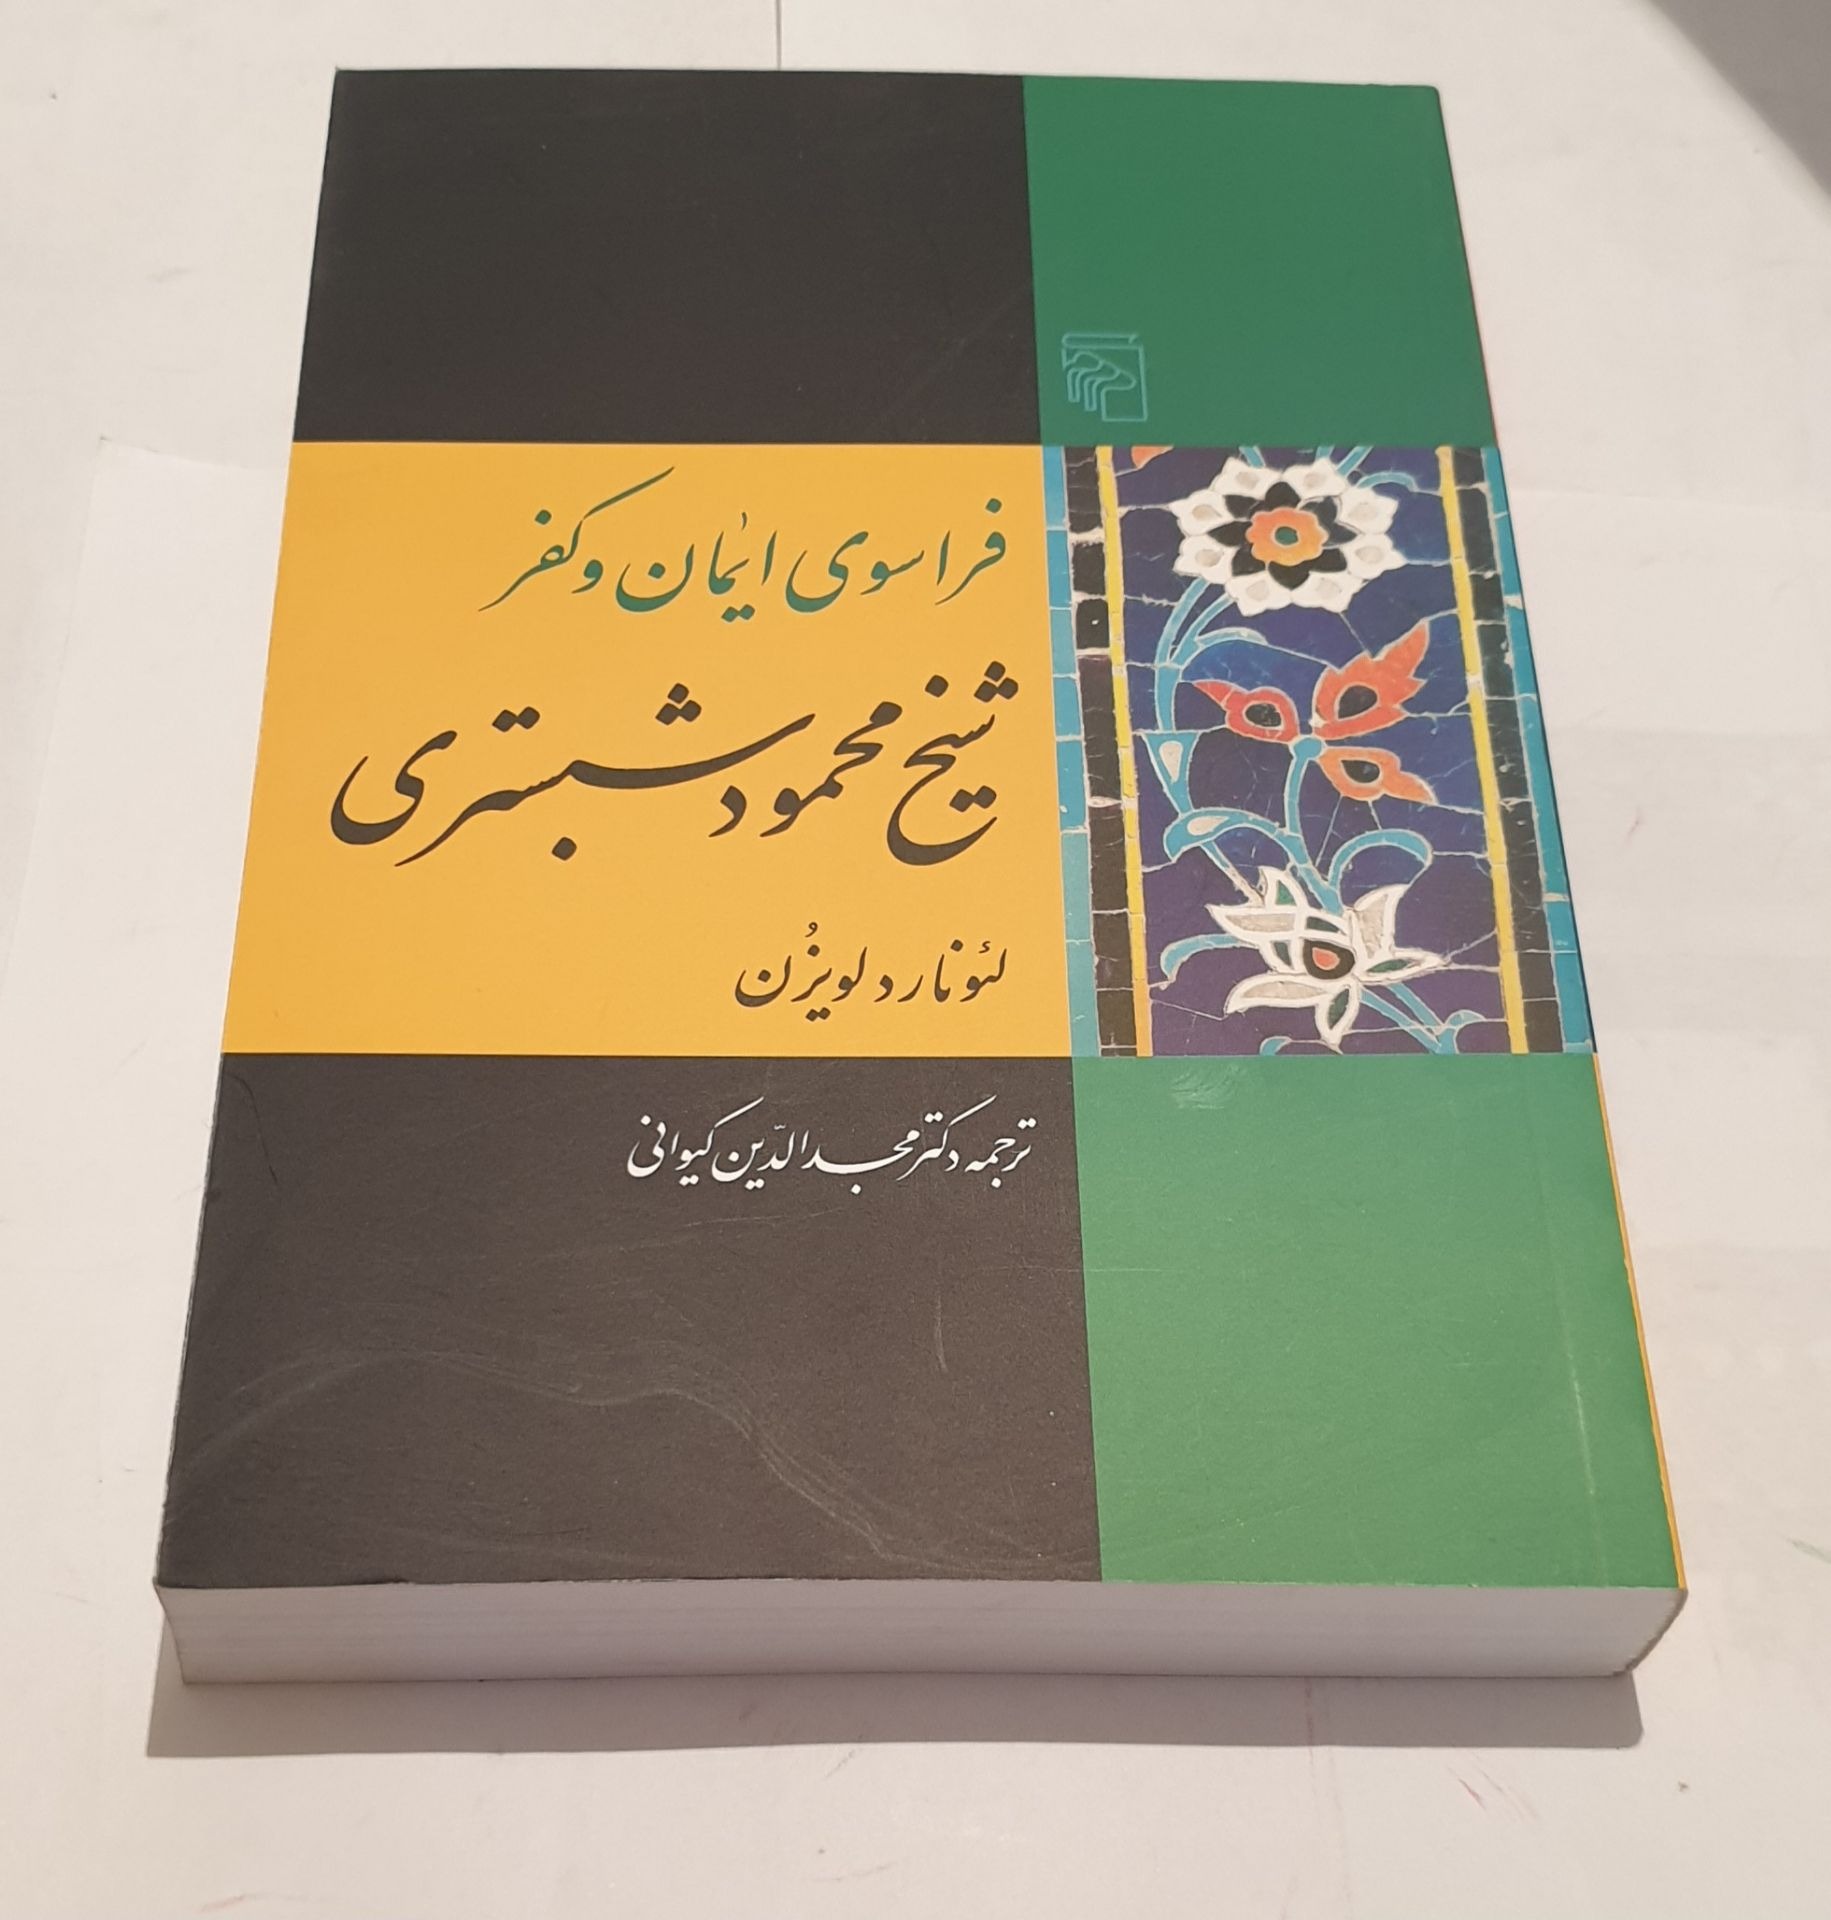 فراسوی ایمان و کفر
شیخ محمود شبستری
لئونارد لویزُن
ترجمه دکتر مجدالدّین کیوانی